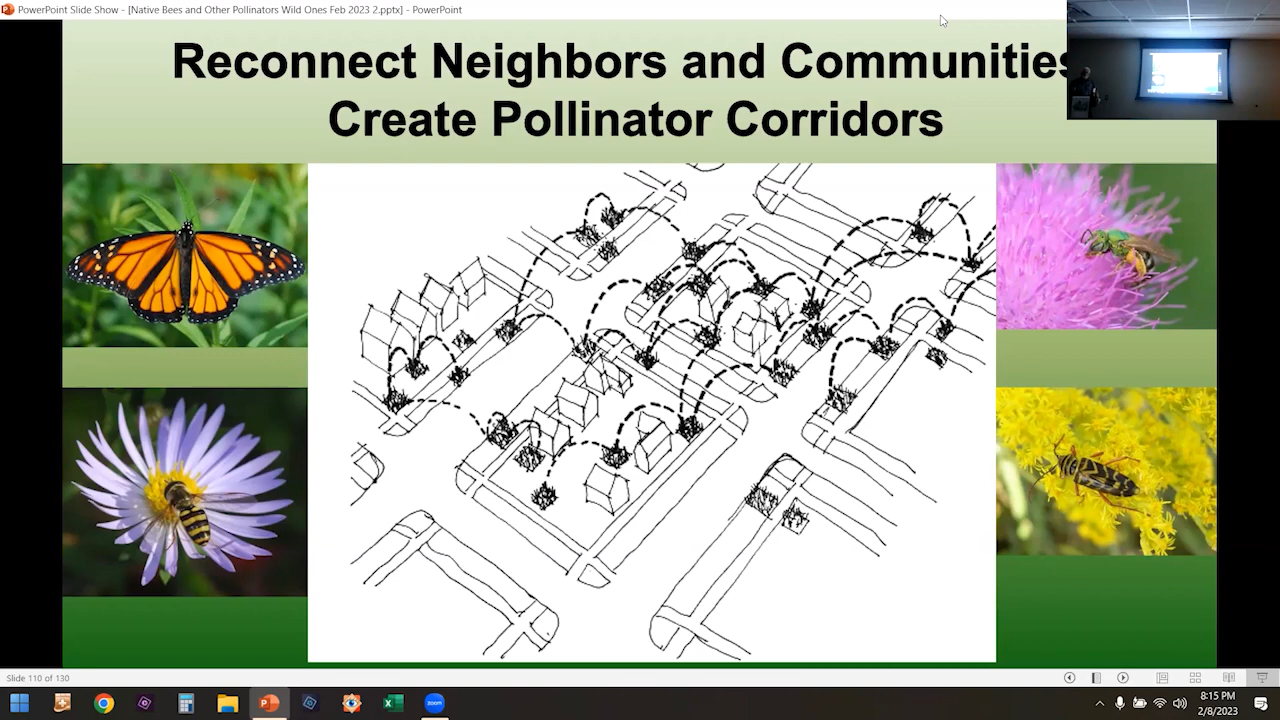 PowerPoint Slide Show - [Native Bees and Other Pollinators Wild Ones Feb 2023 2.pptx] - PowerPoint
Reconnect Neighbors and Communities
Create Pollinator Corridors
Slide 110 of 130
zoom
8:15 PM
2/8/2023